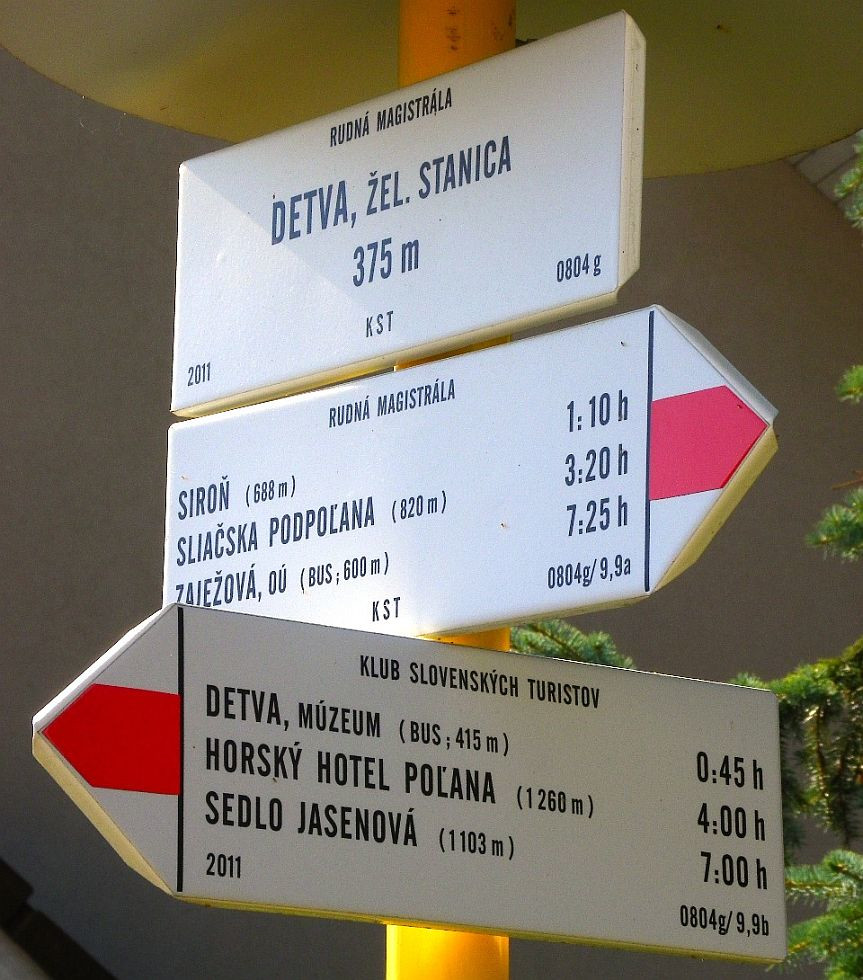 RUDNÁ MAGISTRÁLA
DETVA, ŽEL. STANICA
375 m
0804 g
KST
2011
RUDNÁ MAGISTRÁLA
SIROŇ (688 m) 1:10 h
SLIAČSKA PODPOĽANA (820 m) 3:20 h
ZAJEŽOVÁ, OÚ (BUS; 600 m) 7:25 h
KST 0804g/9,9a
KLUB SLOVENSKÝCH TURISTOV
DETVA, MÚZEUM (BUS; 415 m) 0:45 h
HORSKÝ HOTEL POĽANA (1260 m) 4:00 h
SEDLO JASENOVÁ (1103 m) 7:00 h
2011 0804g/9,9b